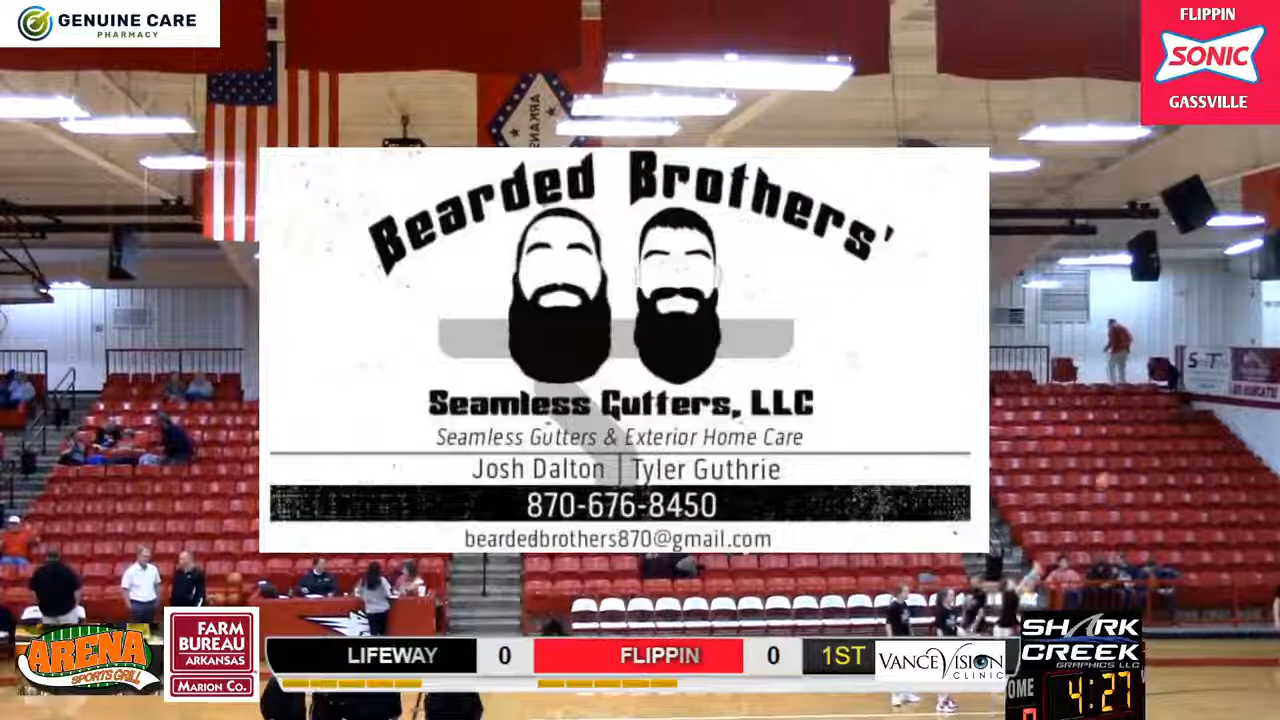 GENUINE CARE
PHARMACY
FLIPPIN
SONIC
GASSVILLE
ARKANSAS
Bearded Brothers'
Seamless Gutters, LLC
Seamless Gutters & Exterior Home Care
Josh Dalton | Tyler Guthrie
870-676-8450
beardedbrothers870@gmail.com
ARENA
SPORTS GRILL
FARM
BUREAU
ARKANSAS
MARION CO.
LIFEWAY 0 FLIPPIN 0 1ST
VANCE VISION
CLINIC
SHARK
CREEK
GRAPHICS LLC
OME
4:27